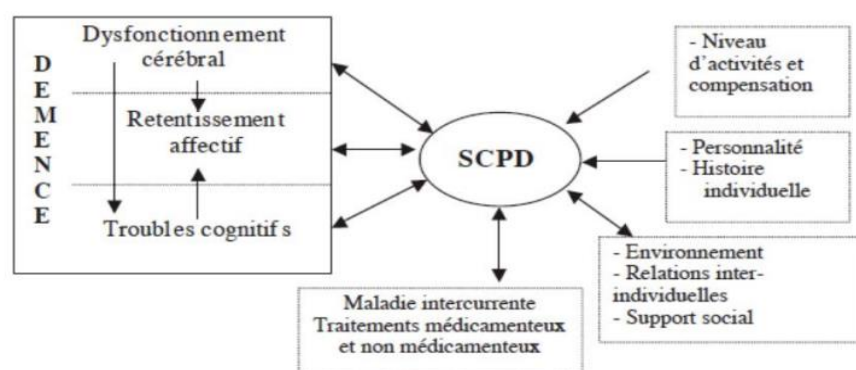 DEMENCE
Dysfonctionnement
cérébral
Retentissement
affectif
Troubles cognitifs
SCPD
- Niveau
d'activités et
compensation
- Personnalité
- Histoire
individuelle
- Environnement
- Relations inter-
individuelles
- Support social
Maladie intercurrente
Traitements médicamenteux
et non médicamenteux